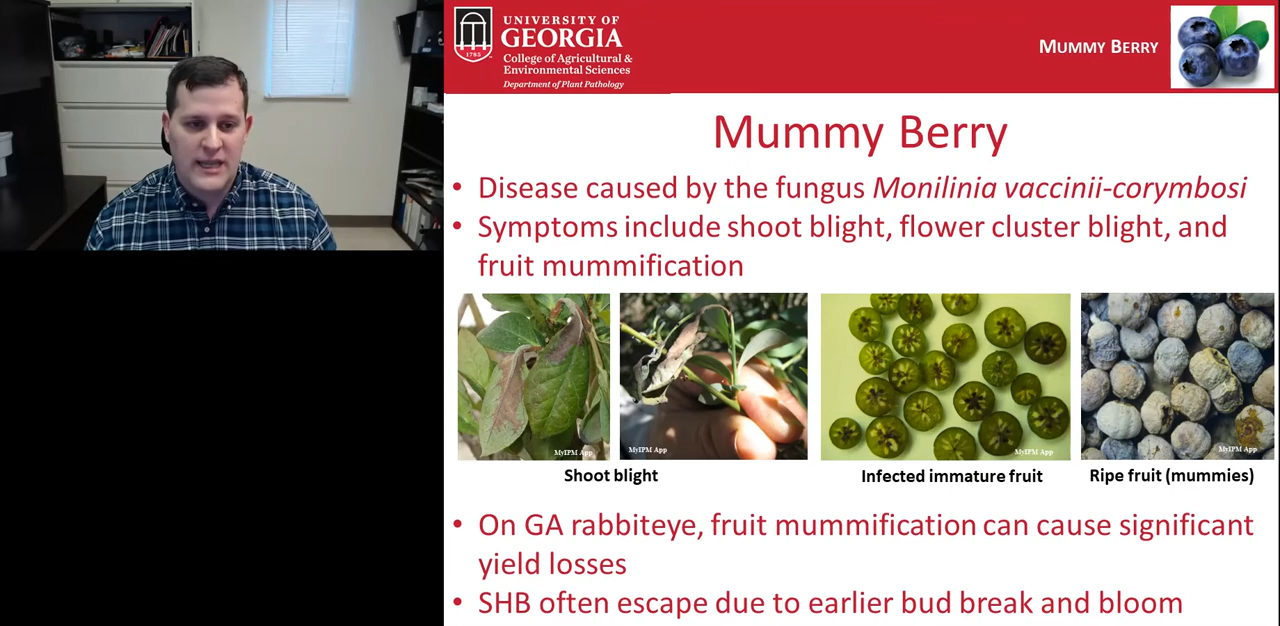 UNIVERSITY OF
GEORGIA
College of Agricultural &
Environmental Sciences
Department of Plant Pathology
1785
MUMMY BERRY
Mummy Berry
• Disease caused by the fungus Monilinia vaccinii-corymbosi
• Symptoms include shoot blight, flower cluster blight, and
fruit mummification
MyIPM App
MyIPM App
MyIPM App
MyIPM App
Shoot blight
Infected immature fruit
Ripe fruit (mummies)
• On GA rabbiteye, fruit mummification can cause significant
yield losses
• SHB often escape due to earlier bud break and bloom